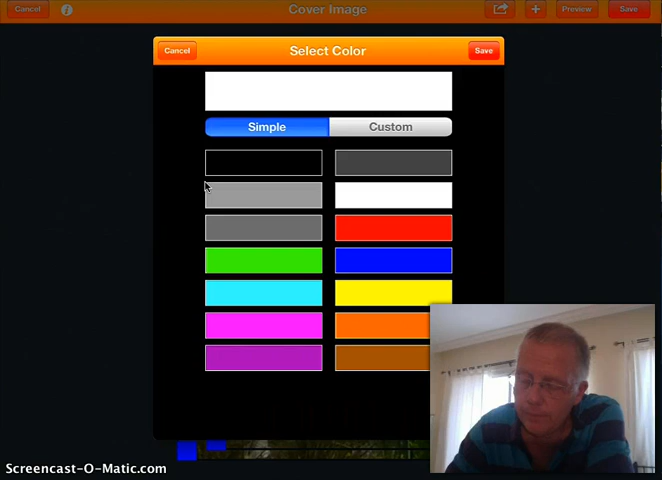 Cancel
Cover Image
Preview
Save
Cancel
Select Color
Save
Simple
Custom
Screencast-O-Matic.com